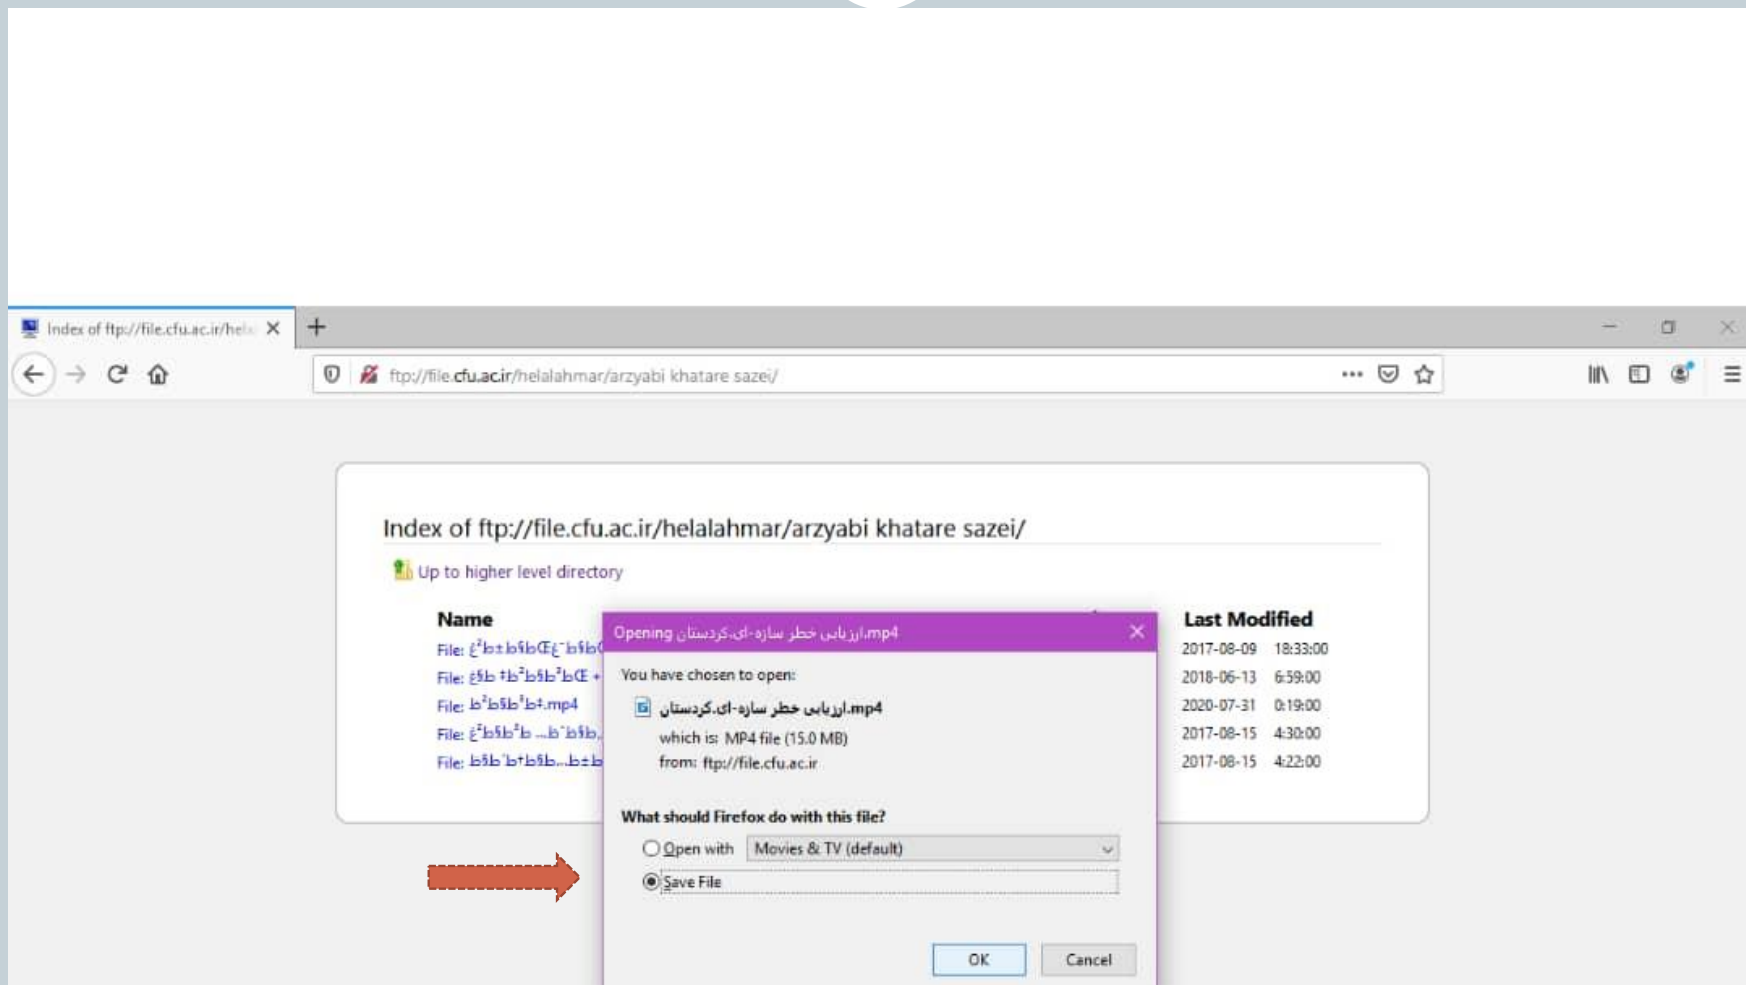 Index of ftp://file.cfu.ac.ir/hela
ftp://file.cfu.ac.ir/helalahmar/arzyabi khatare sazei/
Index of ftp://file.cfu.ac.ir/helalahmar/arzyabi khatare sazei/
Up to higher level directory
Name Last Modified
File: 2017-08-09 18:33:00
File: 2018-06-13 6:59:00
File: .mp4 2020-07-31 0:19:00
File: 2017-08-15 4:30:00
File: 2017-08-15 4:22:00
Opening ارزیابی خطر سازه-ای.کردستان.mp4
You have chosen to open:
ارزیابی خطر سازه-ای.کردستان.mp4
which is: MP4 file (15.0 MB)
from: ftp://file.cfu.ac.ir
What should Firefox do with this file?
Open with Movies & TV (default)
Save File
OK Cancel